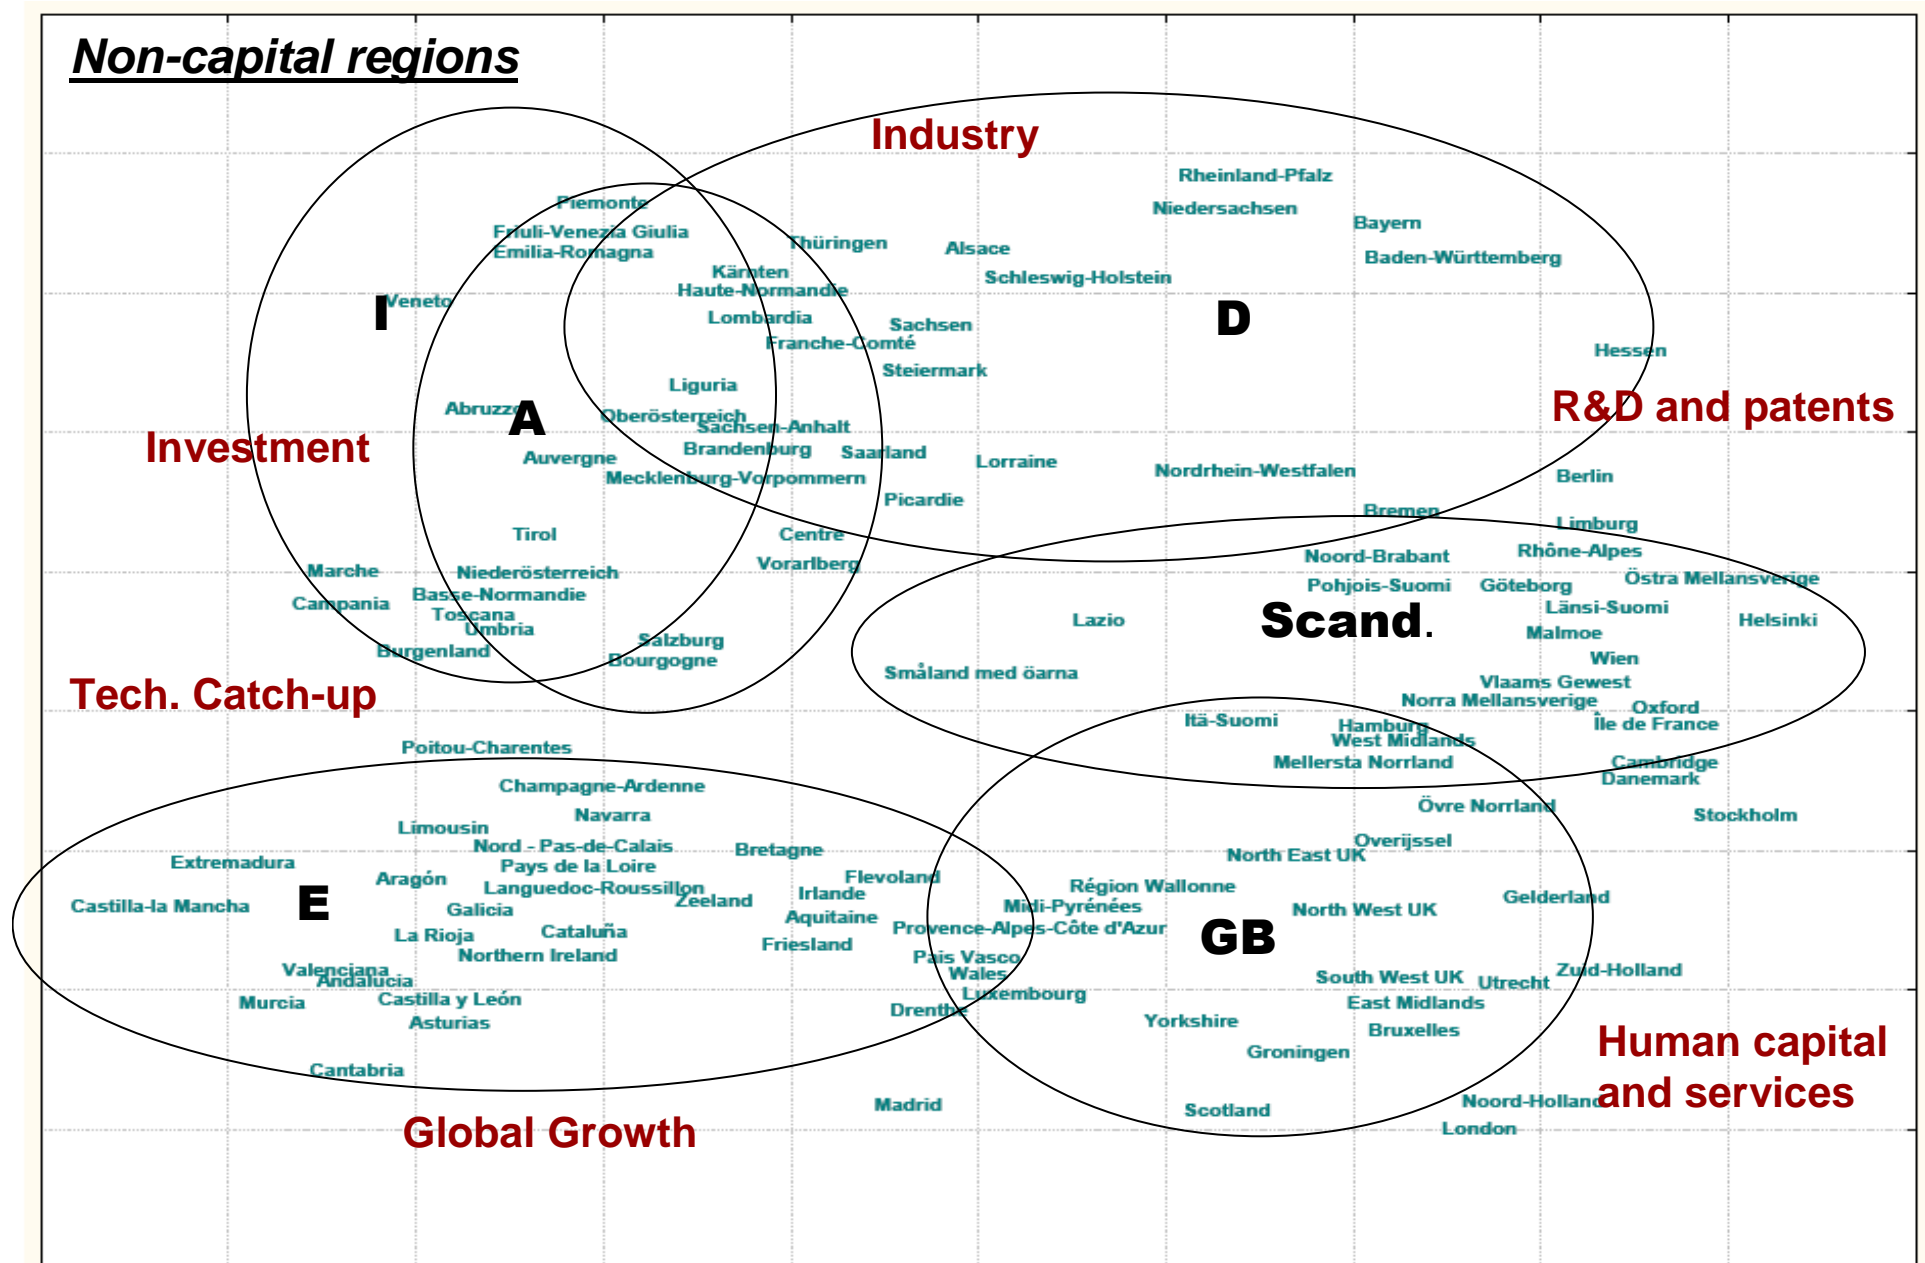 Non-capital regions
Industry
Rheinland-Pfalz
Piemonte
Niedersachsen
Bayern
Friuli-Venezia Giulia
Thüringen
Alsace
Emilia-Romagna
Baden-Württemberg
Kärnten
Schleswig-Holstein
Haute-Normandie
Veneto
I
Lombardia
D
Sachsen
Franche-Comté
Hessen
Steiermark
Liguria
Abruzzo
A
Oberösterreich
R&D and patents
Sachsen-Anhalt
Investment
Brandenburg
Saarland
Auvergne
Lorraine
Nordrhein-Westfalen
Mecklenburg-Vorpommern
Berlin
Picardie
Bremen
Limburg
Tirol
Centre
Rhône-Alpes
Noord-Brabant
Vorarlberg
Marche
Niederösterreich
Östra Mellansverige
Pohjois-Suomi
Göteborg
Basse-Normandie
Campania
Länsi-Suomi
Toscana
Lazio
Scand.
Helsinki
Umbria
Malmoe
Salzburg
Burgenland
Bourgogne
Wien
Småland med öarna
Vlaams Gewest
Tech. Catch-up
Norra Mellansverige
Oxford
Itä-Suomi
Hamburg
Île de France
West Midlands
Poitou-Charentes
Mellersta Norrland
Cambridge
Danemark
Champagne-Ardenne
Övre Norrland
Navarra
Stockholm
Limousin
Overijssel
Nord - Pas-de-Calais
Bretagne
North East UK
Extremadura
Pays de la Loire
Aragón
Flevoland
Languedoc-Roussillon
Région Wallonne
Irlande
Gelderland
Zeeland
E
Castilla-la Mancha
Galicia
Midi-Pyrénées
North West UK
Aquitaine
Provence-Alpes-Côte d'Azur
La Rioja
Cataluña
GB
Friesland
Northern Ireland
Pais Vasco
Valenciana
Wales
Zuid-Holland
Andalucia
South West UK
Utrecht
Luxembourg
Castilla y León
Murcia
East Midlands
Drenthe
Asturias
Yorkshire
Bruxelles
Human capital
and services
Groningen
Cantabria
Madrid
Scotland
Noord-Holland
Global Growth
London